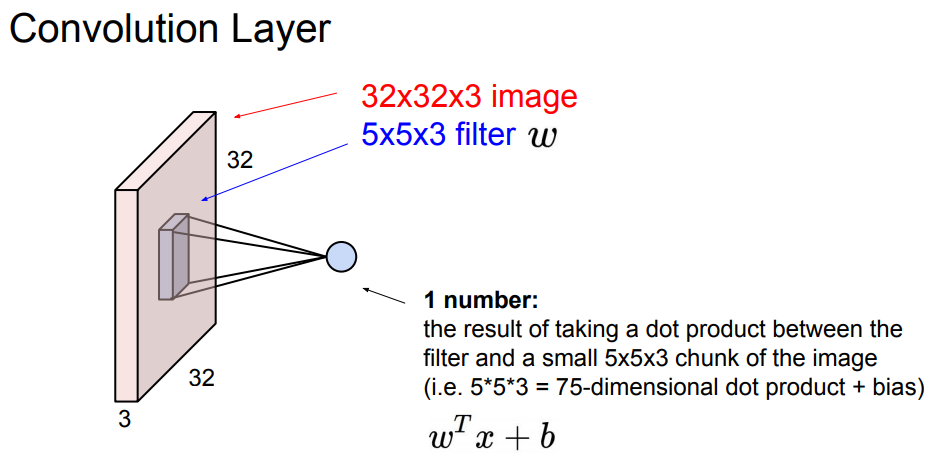 Convolution Layer
32x32x3 image
5x5x3 filter w
32
32
3
1 number:
the result of taking a dot product between the
filter and a small 5x5x3 chunk of the image
(i.e. 5*5*3 = 75-dimensional dot product + bias)
w^T x + b